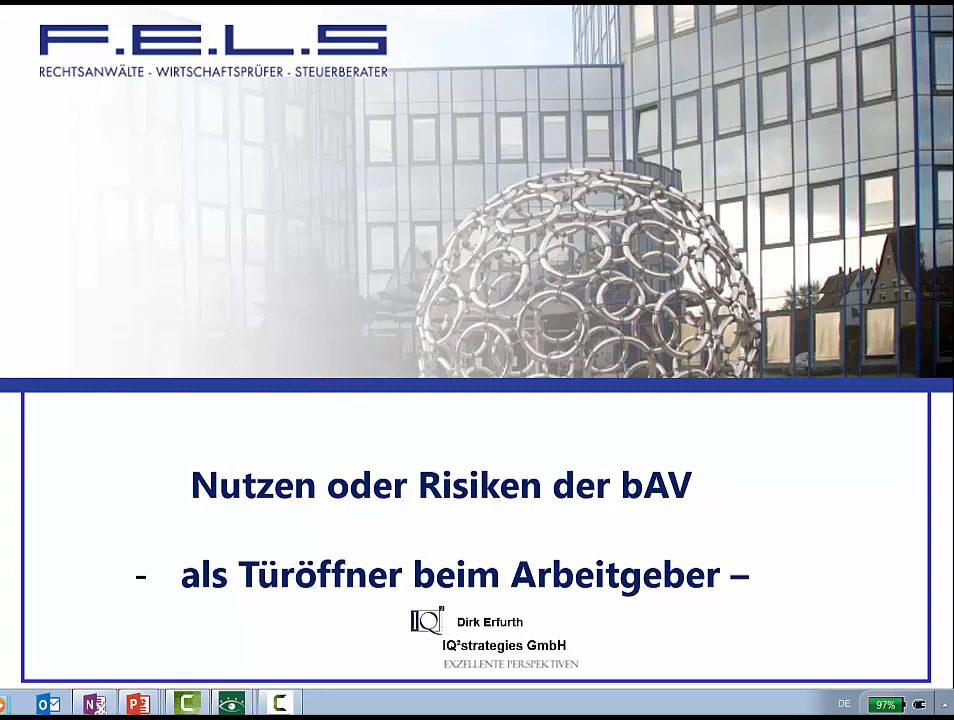 F.E.L.S
RECHTSANWÄLTE - WIRTSCHAFTSPRÜFER - STEUERBERATER
Nutzen oder Risiken der bAV
- als Türöffner beim Arbeitgeber –
IQ²
Dirk Erfurth
IQ²strategies GmbH
EXZELLENTE PERSPEKTIVEN
DE
97%